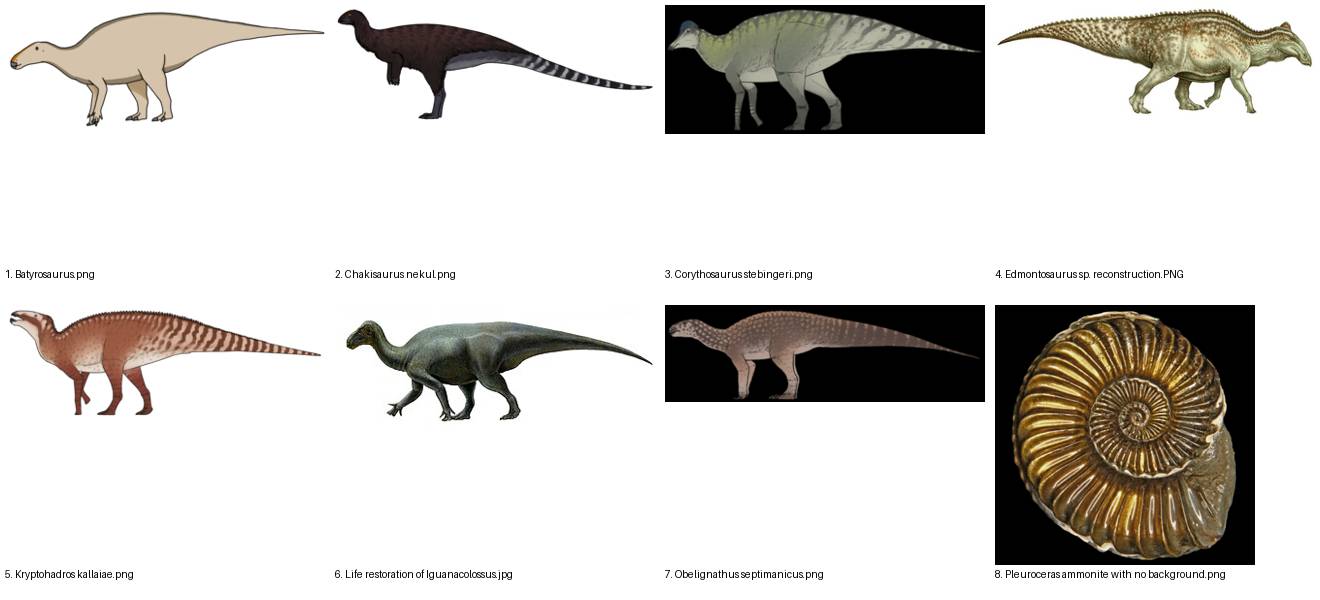 1. Batyrosaurus.png
2. Chakisaurus nekul.png
3. Corythosaurus stebingeri.png
4. Edmontosaurus sp. reconstruction.PNG
5. Kryptohadros kallaiae.png
6. Life restoration of Iguanacolossus.jpg
7. Obelignathus septimanicus.png
8. Pleuroceras ammonite with no background.png